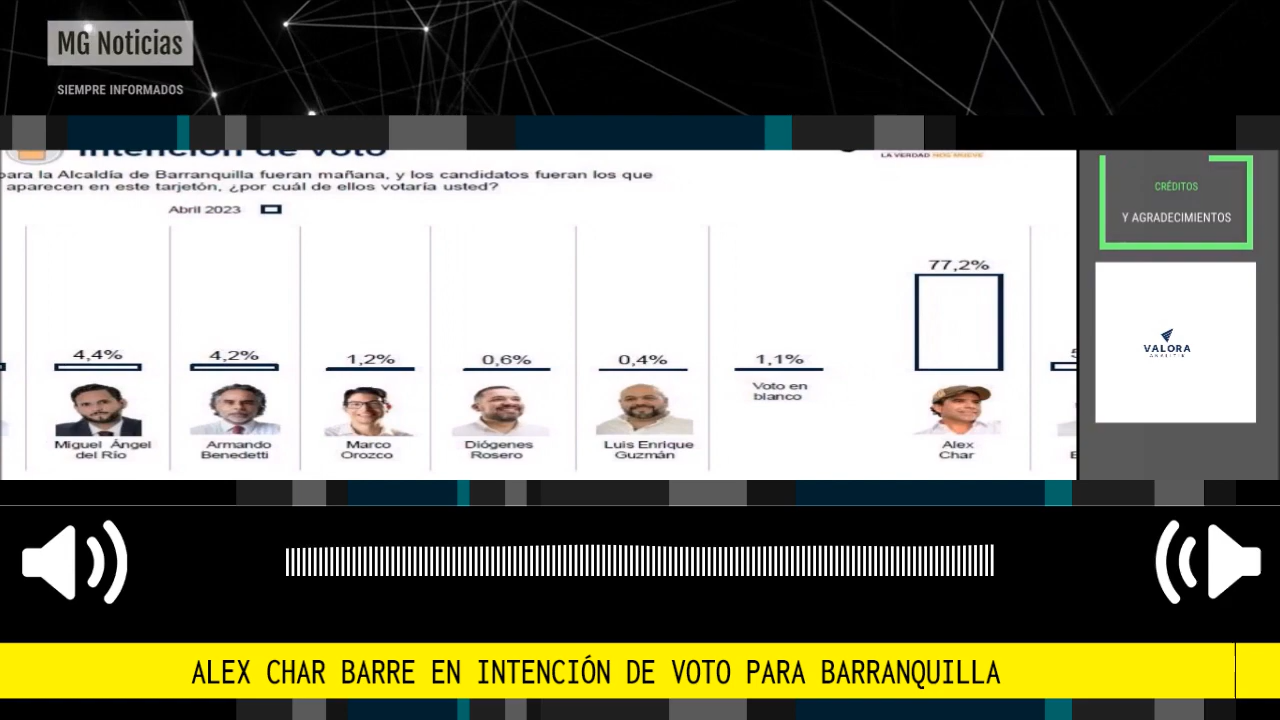 MG Noticias
SIEMPRE INFORMADOS
Intención de voto
LA VERDAD NOS MUEVE
para la Alcaldía de Barranquilla fueran mañana, y los candidatos fueran los que
aparecen en este tarjetón, ¿por cuál de ellos votaría usted?
Abril 2023
CRÉDITOS
Y AGRADECIMIENTOS
77,2%
4,4%
4,2%
1,2%
0,6%
0,4%
1,1%
Voto en
blanco
Miguel Ángel
del Río
Armando
Benedetti
Marco
Orozco
Diógenes
Rosero
Luis Enrique
Guzmán
Alex
Char
VALORA
ALEX CHAR BARRE EN INTENCIÓN DE VOTO PARA BARRANQUILLA